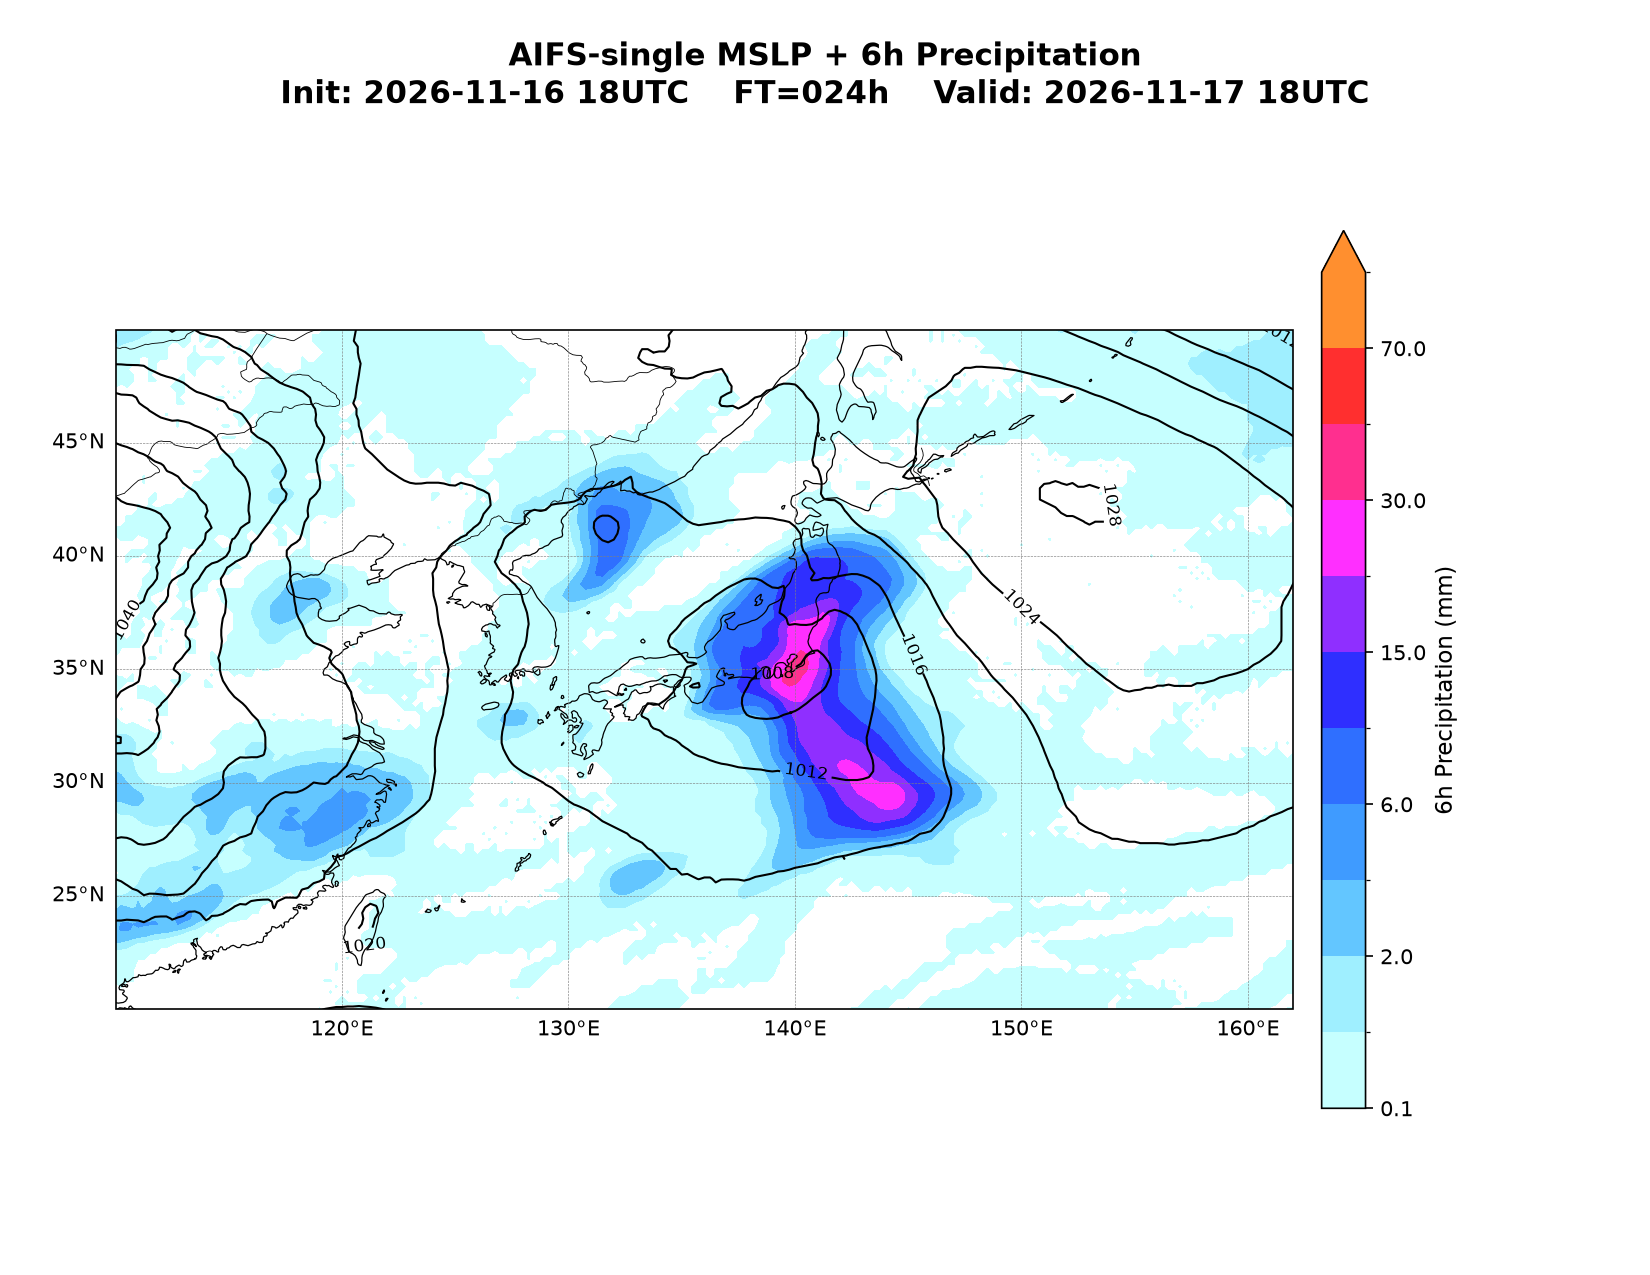 AIFS-single MSLP + 6h Precipitation
Init: 2026-11-16 18UTC    FT=024h    Valid: 2026-11-17 18UTC
45°N
40°N
35°N
30°N
25°N
120°E
130°E
140°E
150°E
160°E
1040
1028
1024
1016
1008
1012
1020
70.0
30.0
15.0
6.0
2.0
0.1
6h Precipitation (mm)